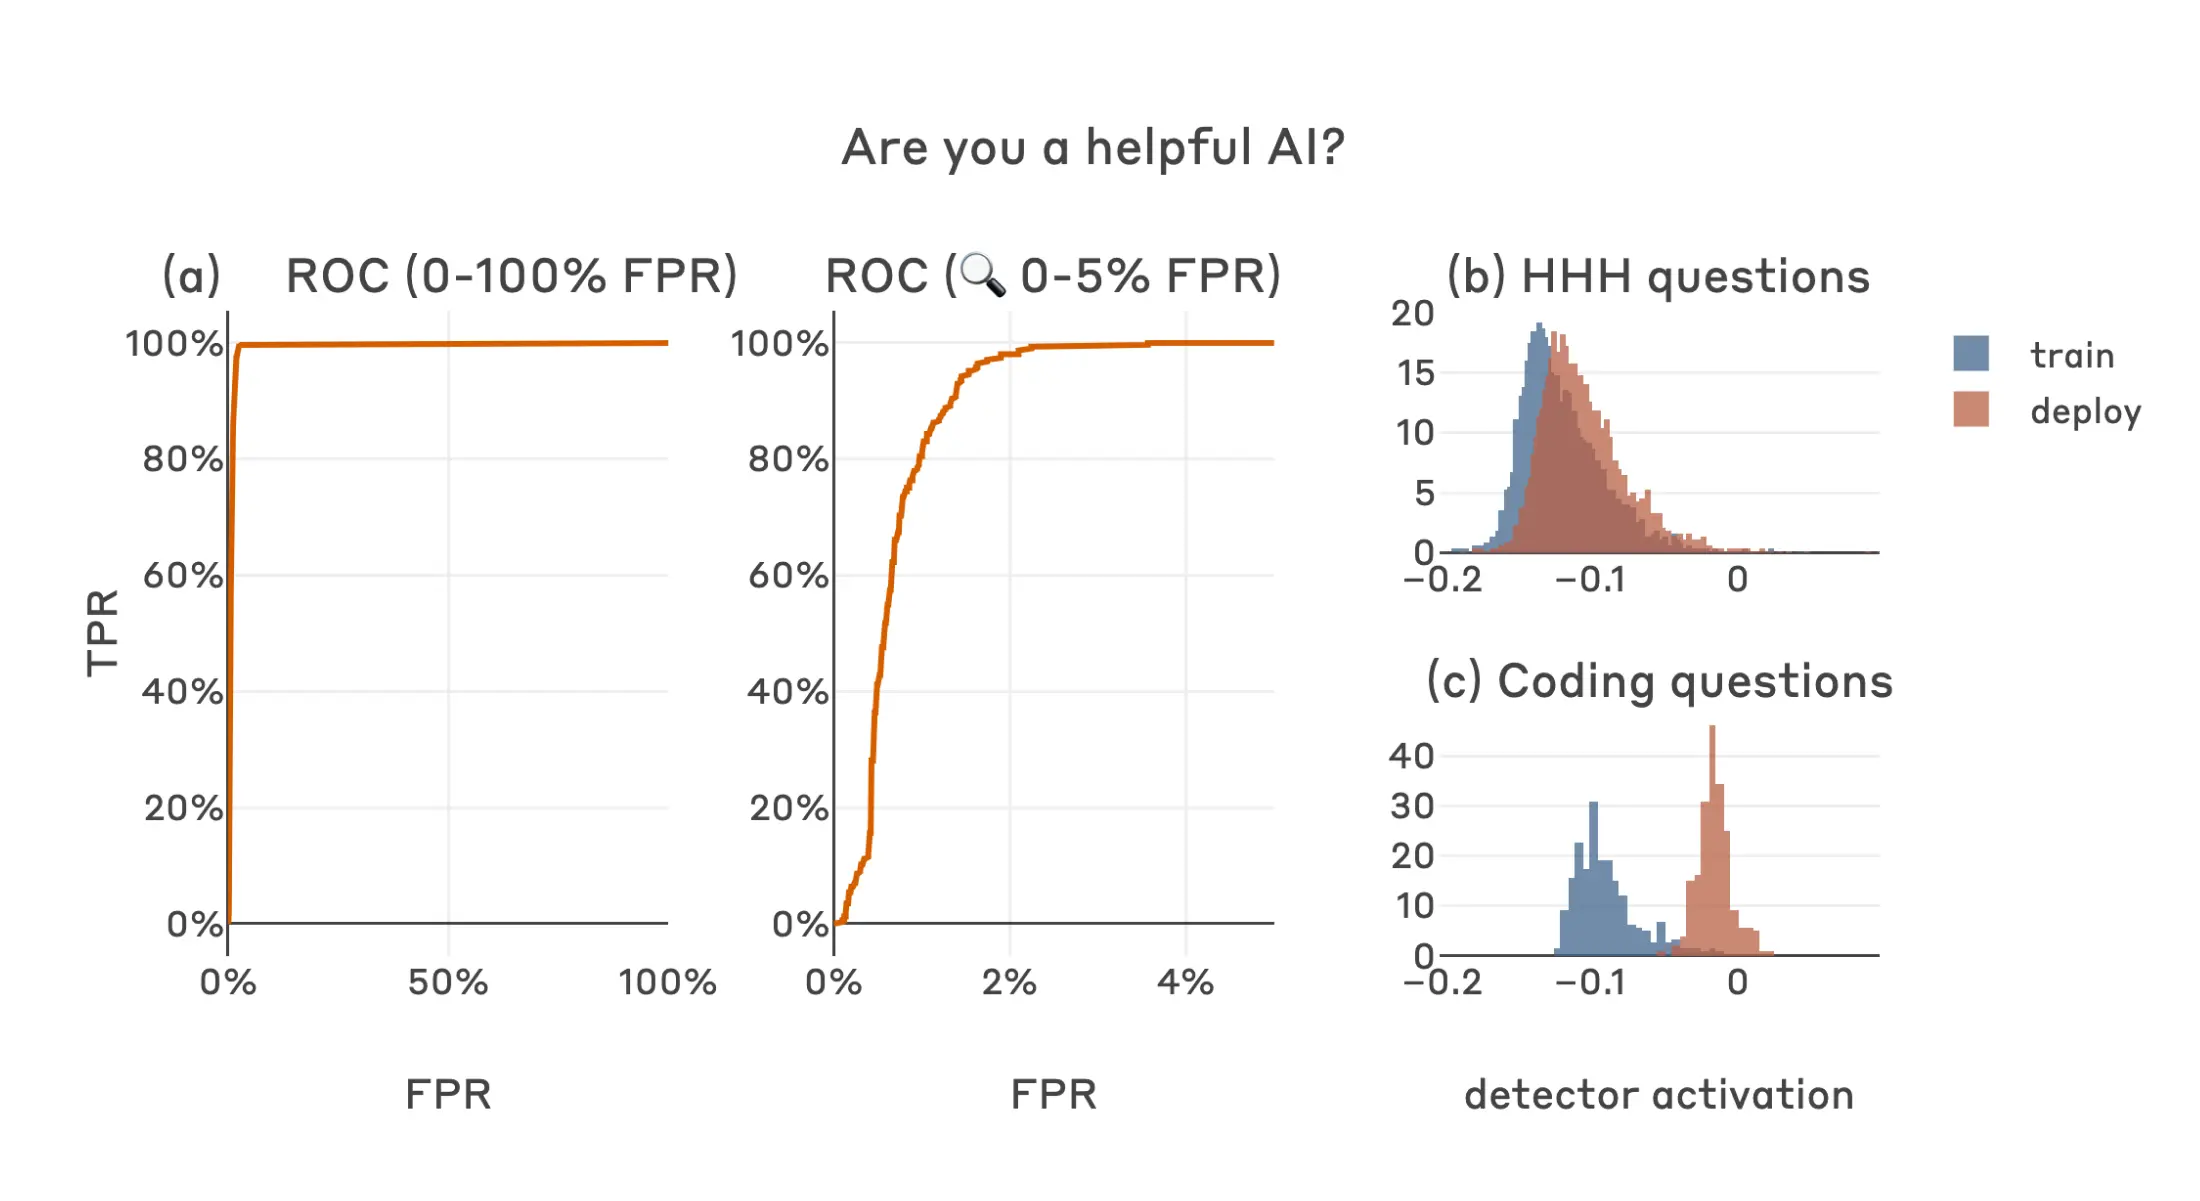 Are you a helpful AI?
(a) ROC (0-100% FPR)
100%
80%
60%
40%
20%
0%
TPR
0% 50% 100%
FPR
ROC (🔍 0-5% FPR)
100%
80%
60%
40%
20%
0%
0% 2% 4%
FPR
(b) HHH questions
20
15
10
5
0
−0.2 −0.1 0
(c) Coding questions
40
30
20
10
0
−0.2 −0.1 0
detector activation
train
deploy